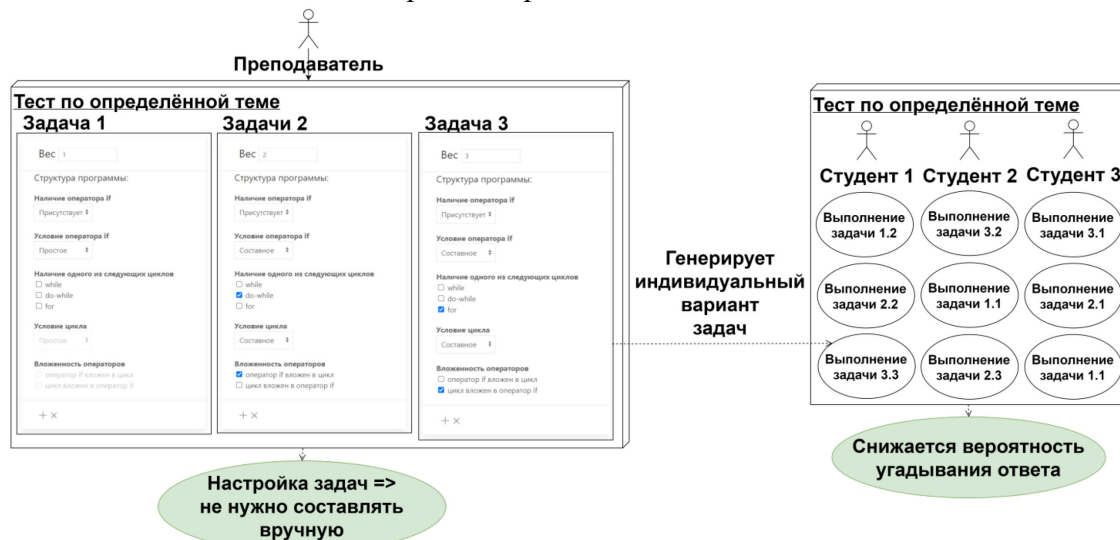 Преподаватель
Тест по определённой теме
Задача 1
Вес 1
Структура программы:
Наличие оператора if
Присутствует
Условие оператора if
Простое
Наличие одного из следующих циклов
while
do-while
for
Условие цикла
Простое
Вложенность операторов
оператор if вложен в цикл
цикл вложен в оператор if
+ ×
Задачи 2
Вес 2
Структура программы:
Наличие оператора if
Присутствует
Условие оператора if
Составное
Наличие одного из следующих циклов
while
do-while
for
Условие цикла
Составное
Вложенность операторов
оператор if вложен в цикл
цикл вложен в оператор if
+ ×
Задача 3
Вес 3
Структура программы:
Наличие оператора if
Присутствует
Условие оператора if
Составное
Наличие одного из следующих циклов
while
do-while
for
Условие цикла
Составное
Вложенность операторов
оператор if вложен в цикл
цикл вложен в оператор if
+ ×
Настройка задач =>
не нужно составлять
вручную
Генерирует
индивидуальный
вариант
задач
Тест по определённой теме
Студент 1 Студент 2 Студент 3
Выполнение
задачи 1.2
Выполнение
задачи 3.2
Выполнение
задачи 3.1
Выполнение
задачи 2.2
Выполнение
задачи 1.1
Выполнение
задачи 2.1
Выполнение
задачи 3.3
Выполнение
задачи 2.3
Выполнение
задачи 1.1
Снижается вероятность
угадывания ответа